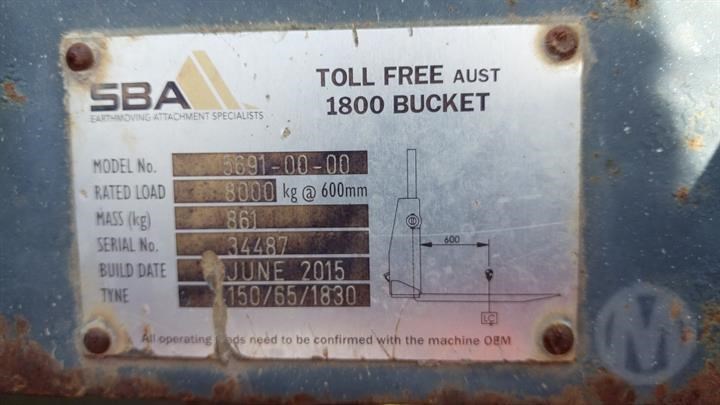 SBA
EARTHMOVING ATTACHMENT SPECIALISTS
TOLL FREE AUST
1800 BUCKET
MODEL No. 5691-00-00
RATED LOAD 8000 kg @ 600mm
MASS (kg) 861
SERIAL No. 34487
BUILD DATE JUNE 2015
TYNE 150/65/1830
600
LC
All operating loads need to be confirmed with the machine OEM
M